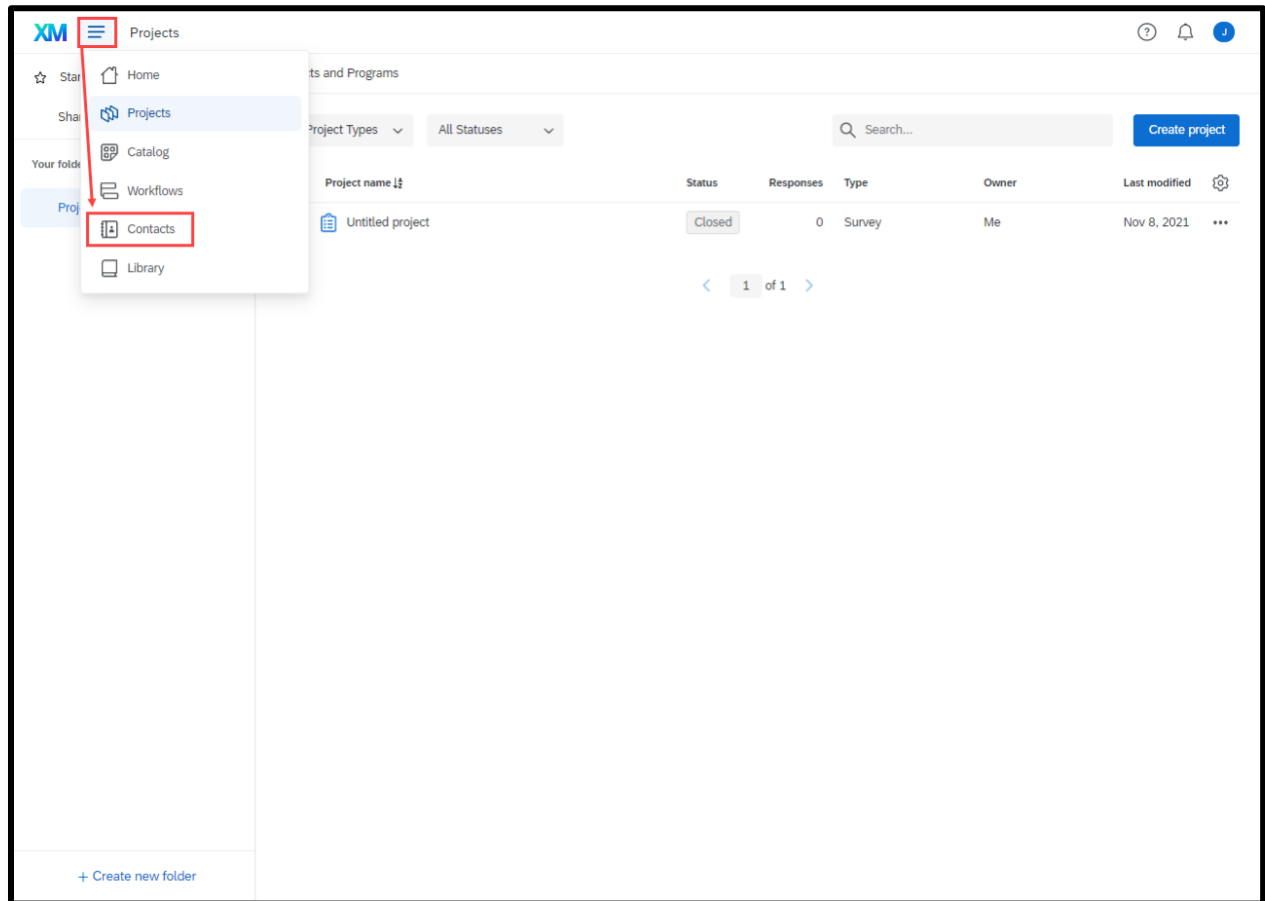 XM Projects
J
Home
Projects
Catalog
Workflows
Contacts
Library
Star
Sha
Your folde
Proj
ts and Programs
Project Types
All Statuses
Search...
Create project
Project name Status Responses Type Owner Last modified
Untitled project Closed 0 Survey Me Nov 8, 2021
1 of 1
+ Create new folder